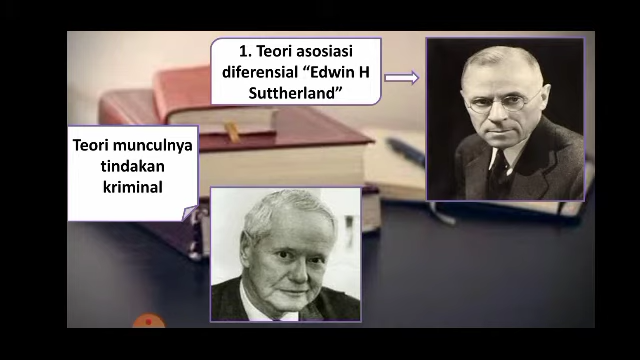 1. Teori asosiasi
diferensial “Edwin H
Suttherland”
Teori munculnya
tindakan
kriminal